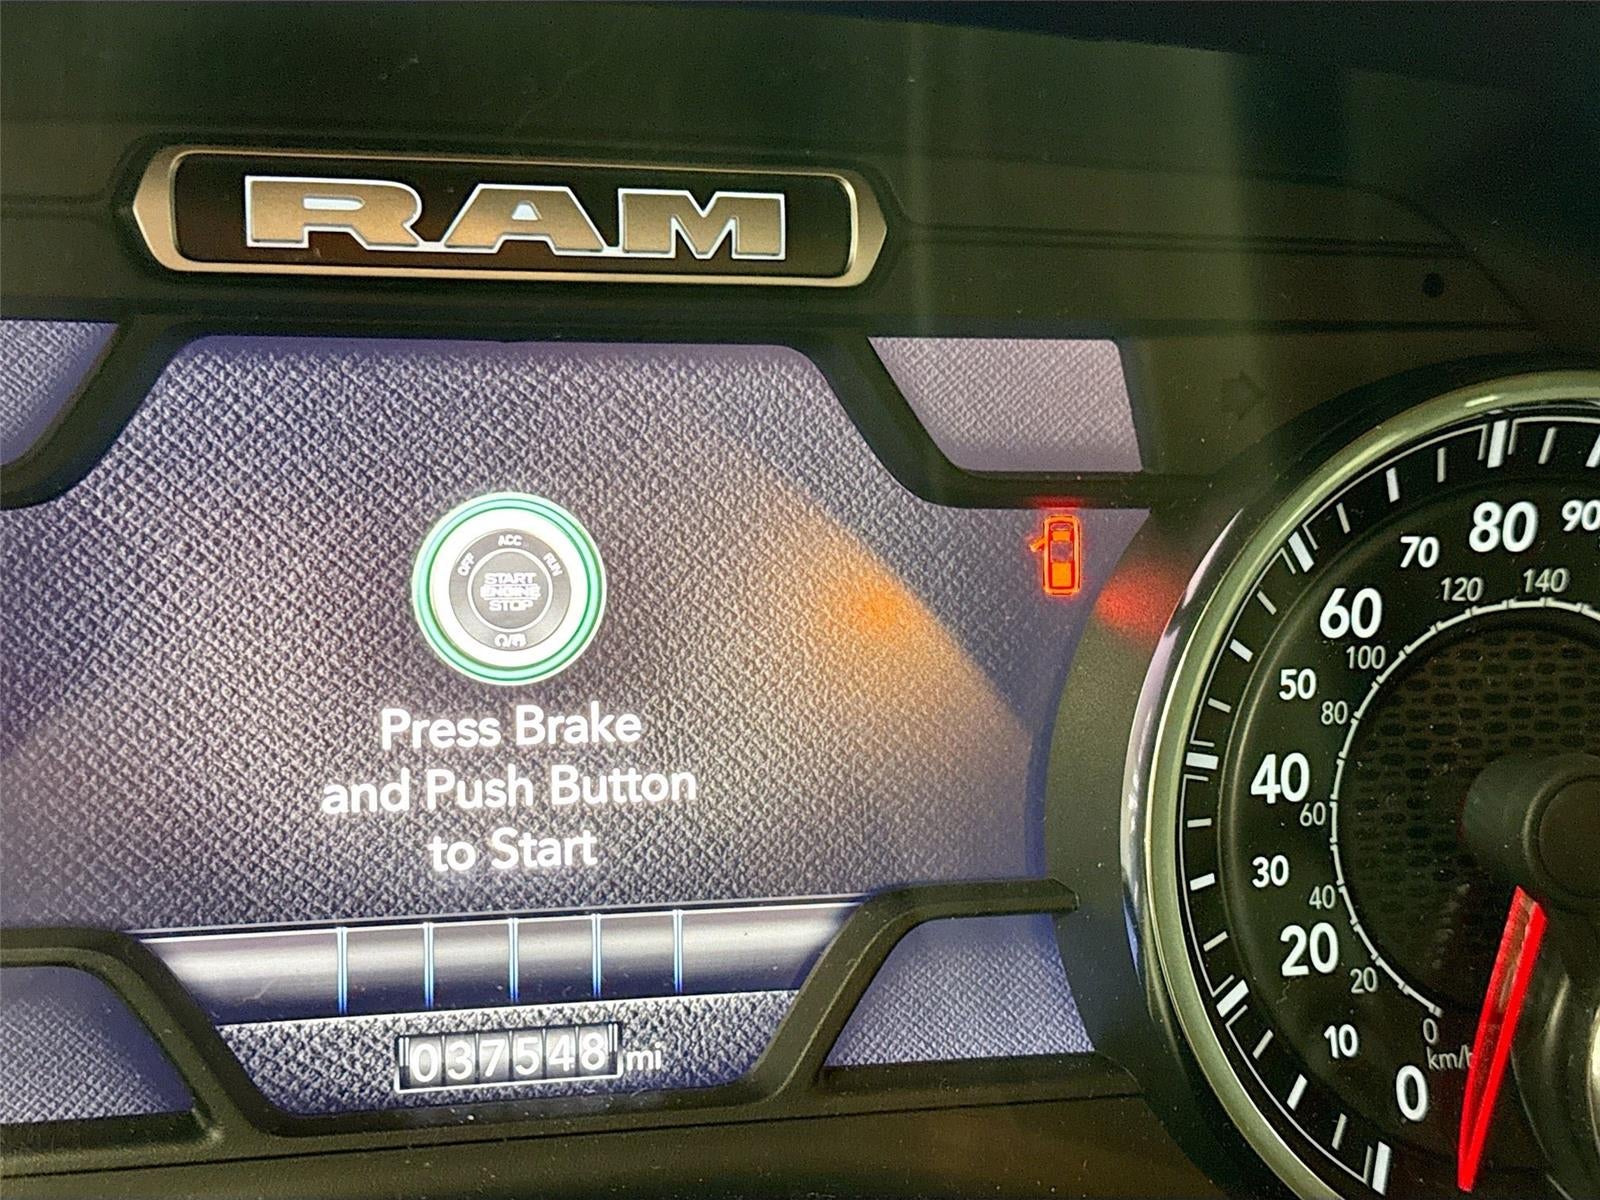 RAM
ACC
OFF
RUN
START
ENGINE
STOP
Press Brake
and Push Button
to Start
037548 mi
90
80
70
140
120
60
100
50
80
40
60
30
40
20
20
10
0
km/h
0